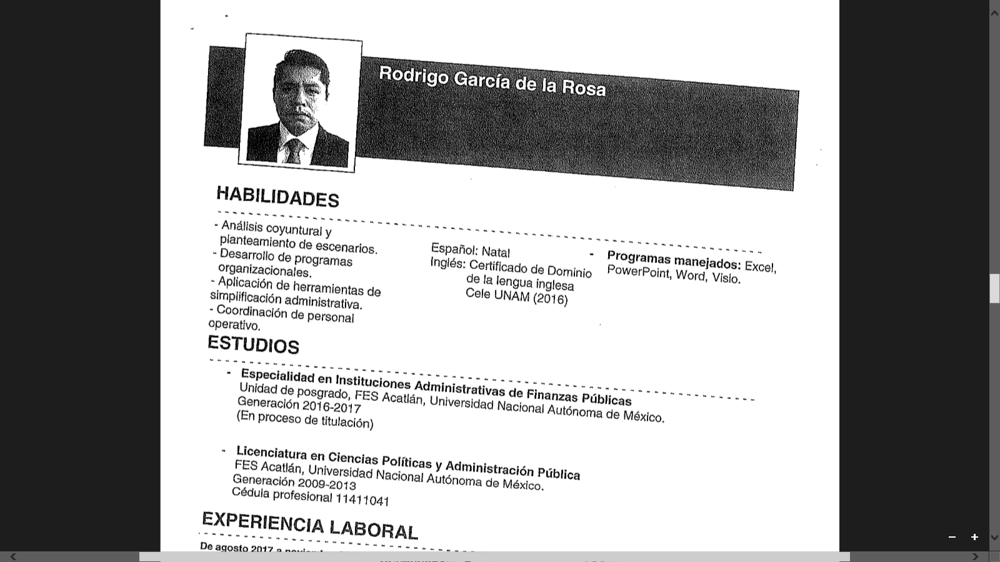 Rodrigo García de la Rosa
HABILIDADES
- Análisis coyuntural y
planteamiento de escenarios.
- Desarrollo de programas
organizacionales.
- Aplicación de herramientas de
simplificación administrativa.
- Coordinación de personal
operativo.
Español: Natal
Inglés: Certificado de Dominio
de la lengua inglesa
Cele UNAM (2016)
- Programas manejados: Excel,
PowerPoint, Word, Visio.
ESTUDIOS
- Especialidad en Instituciones Administrativas de Finanzas Públicas
Unidad de posgrado, FES Acatlán, Universidad Nacional Autónoma de México.
Generación 2016-2017
(En proceso de titulación)
- Licenciatura en Ciencias Políticas y Administración Pública
FES Acatlán, Universidad Nacional Autónoma de México.
Generación 2009-2013
Cédula profesional 11411041
EXPERIENCIA LABORAL
De agosto 2017 a